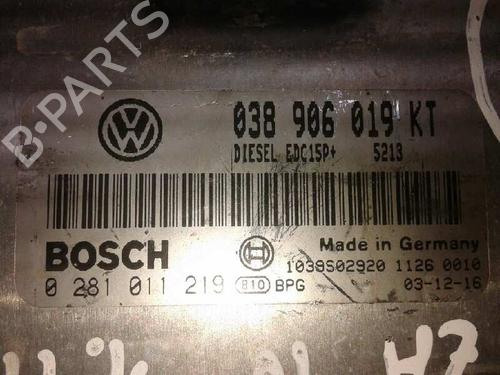 038 906 019 KT
DIESEL EDC15P+ 5213
BOSCH
Made in Germany
1039S02920 1126 0010
0 281 011 219 810 BPG 03-12-16
B-PARTS